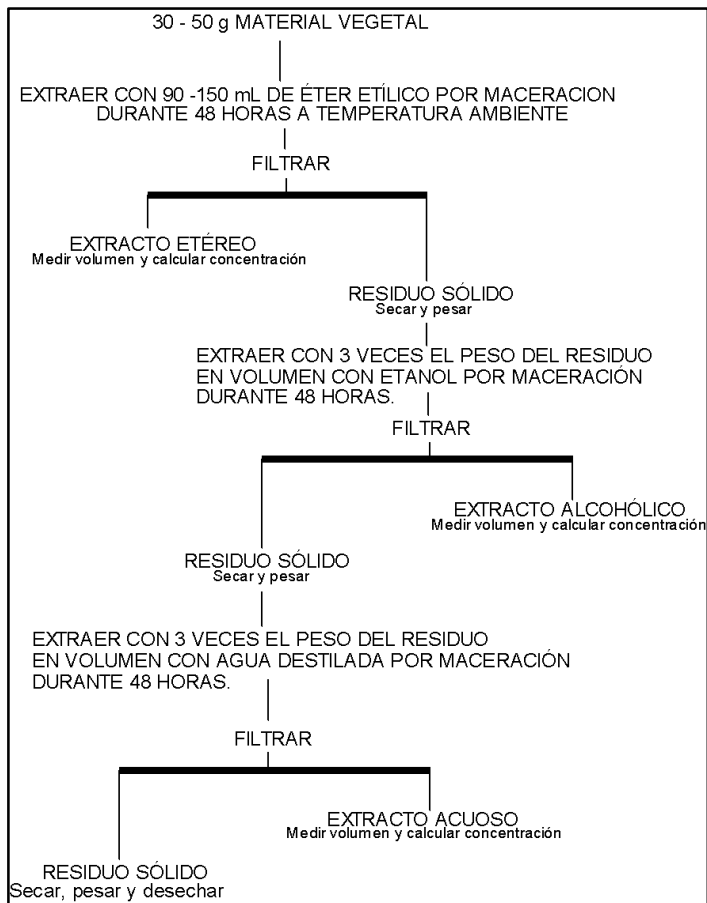 30 - 50 g MATERIAL VEGETAL
EXTRAER CON 90 -150 mL DE ÉTER ETÍLICO POR MACERACION
DURANTE 48 HORAS A TEMPERATURA AMBIENTE
FILTRAR
EXTRACTO ETÉREO
Medir volumen y calcular concentración
RESIDUO SÓLIDO
Secar y pesar
EXTRAER CON 3 VECES EL PESO DEL RESIDUO
EN VOLUMEN CON ETANOL POR MACERACIÓN
DURANTE 48 HORAS.
FILTRAR
EXTRACTO ALCOHÓLICO
Medir volumen y calcular concentración
RESIDUO SÓLIDO
Secar y pesar
EXTRAER CON 3 VECES EL PESO DEL RESIDUO
EN VOLUMEN CON AGUA DESTILADA POR MACERACIÓN
DURANTE 48 HORAS.
FILTRAR
EXTRACTO ACUOSO
Medir volumen y calcular concentración
RESIDUO SÓLIDO
Secar, pesar y desechar